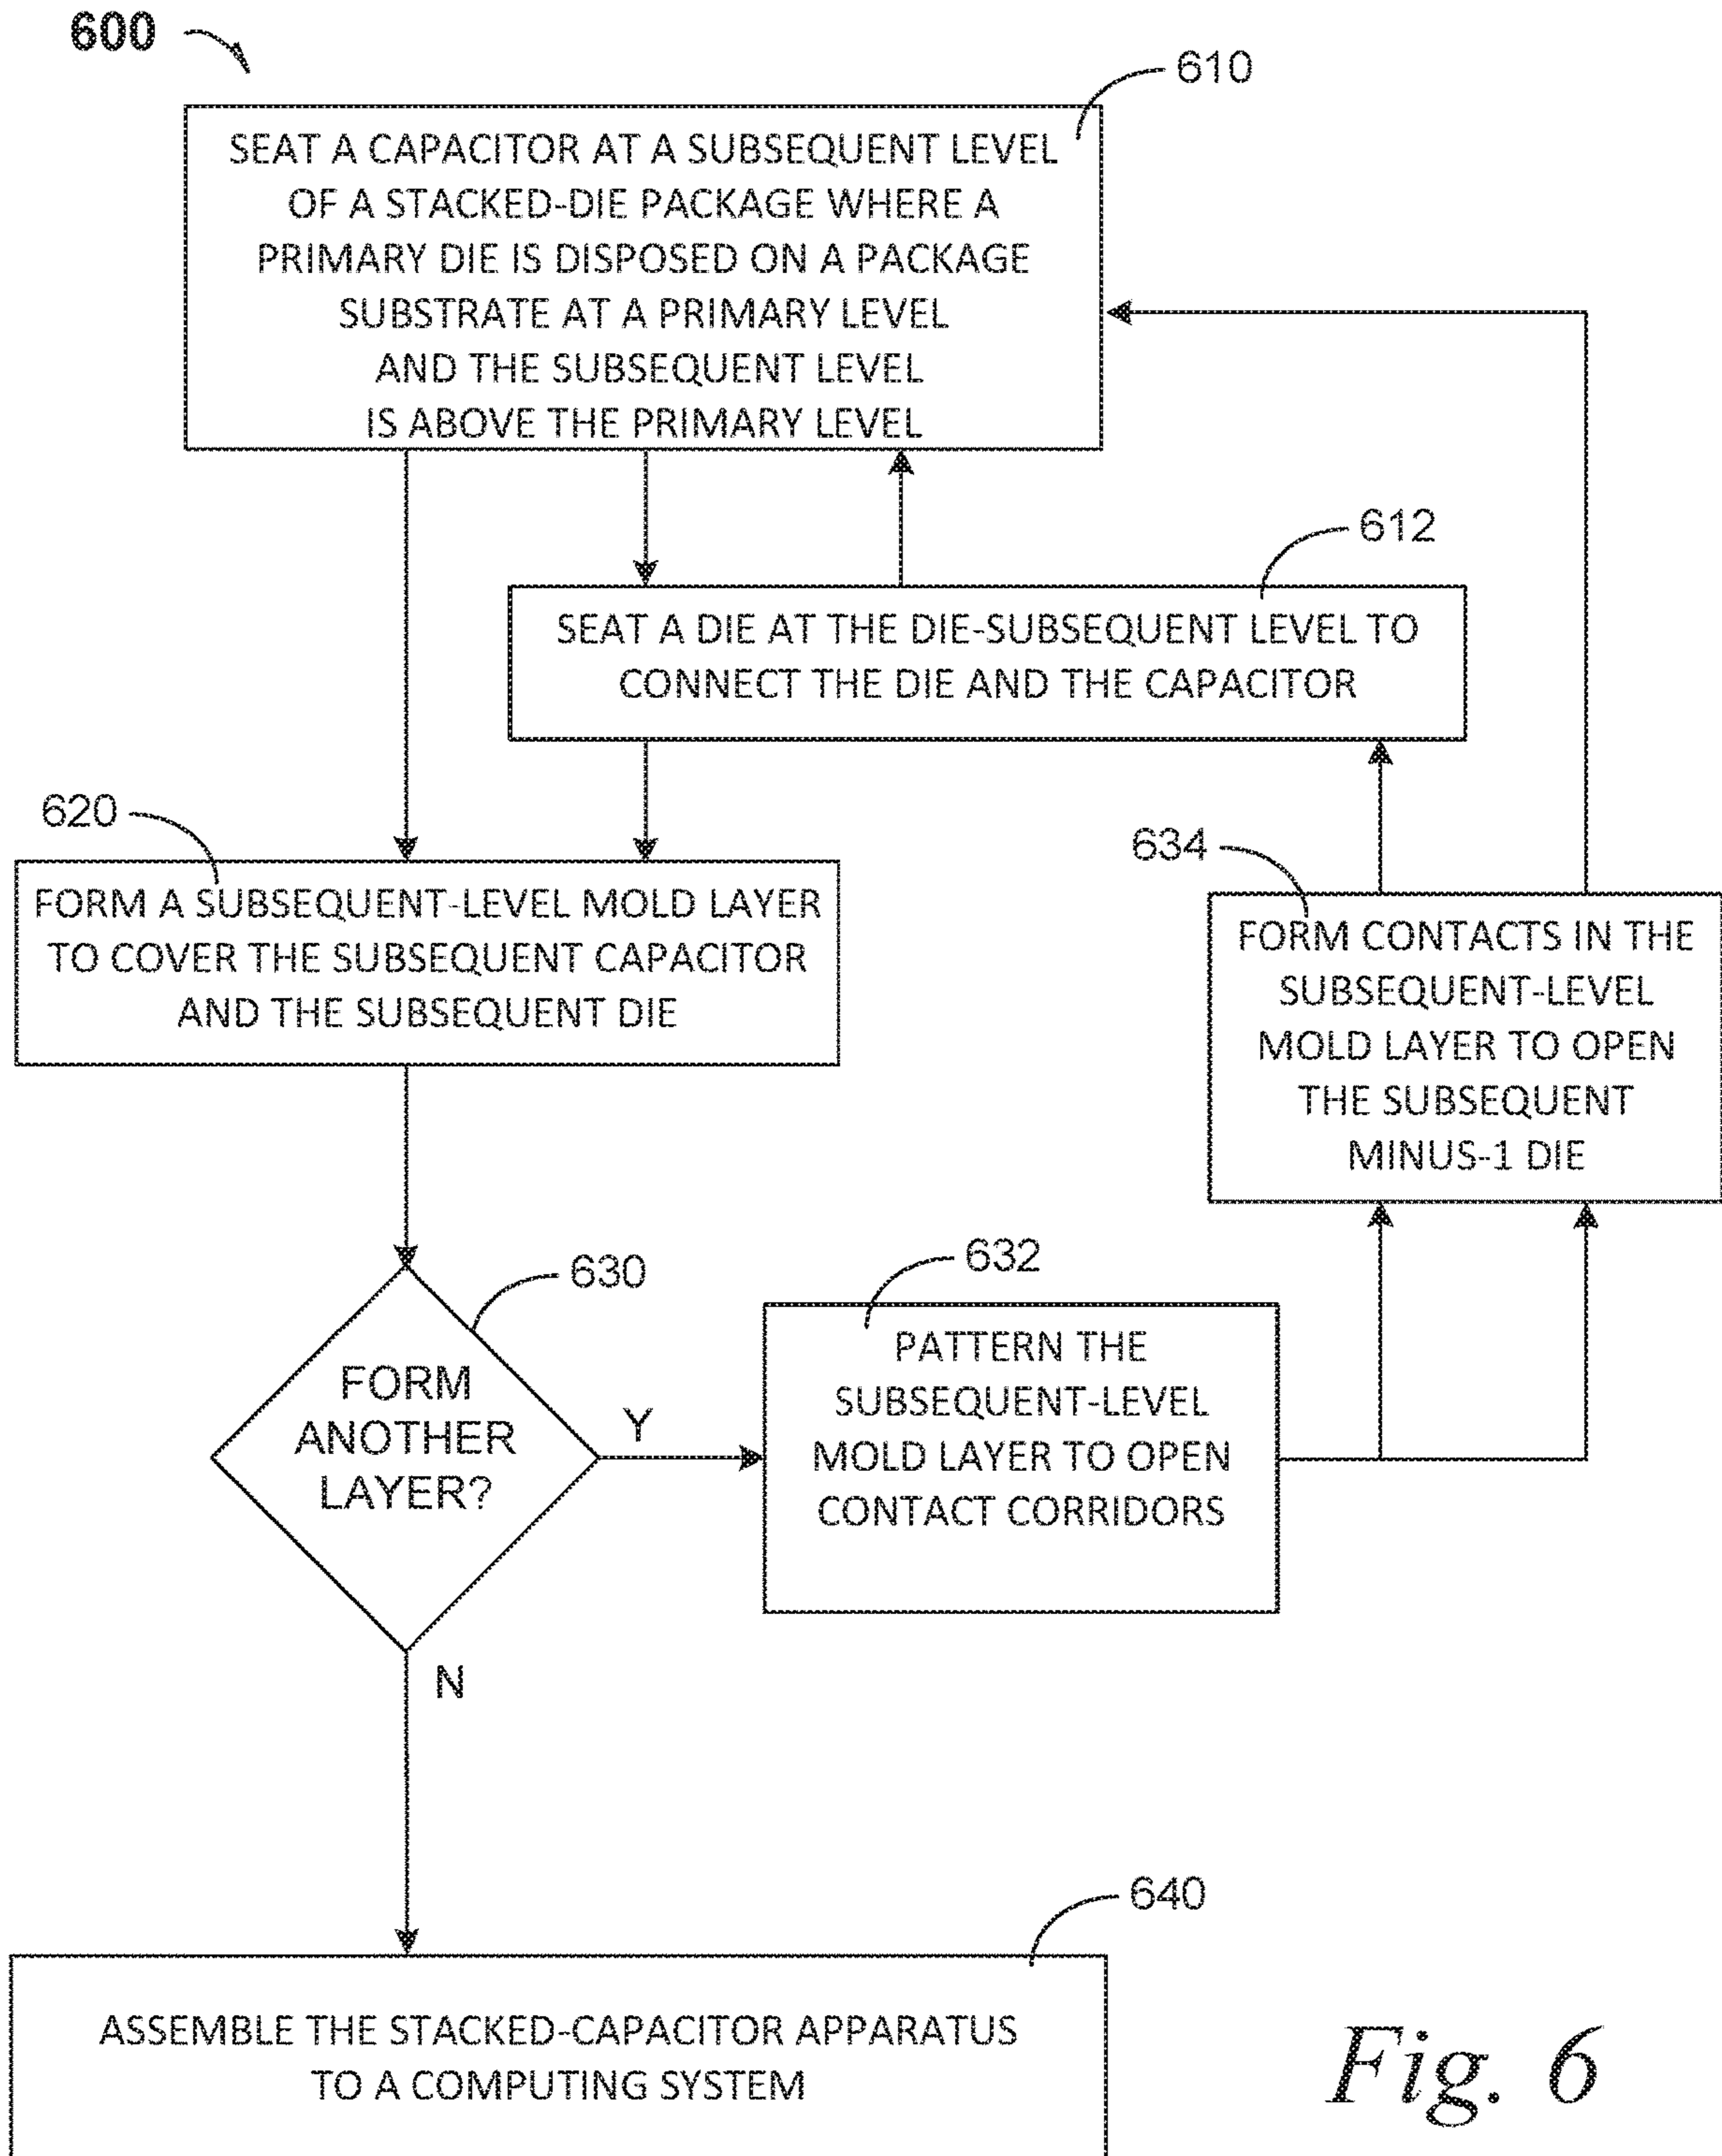 600
610
SEAT A CAPACITOR AT A SUBSEQUENT LEVEL
OF A STACKED-DIE PACKAGE WHERE A
PRIMARY DIE IS DISPOSED ON A PACKAGE
SUBSTRATE AT A PRIMARY LEVEL
AND THE SUBSEQUENT LEVEL
IS ABOVE THE PRIMARY LEVEL
612
SEAT A DIE AT THE DIE-SUBSEQUENT LEVEL TO
CONNECT THE DIE AND THE CAPACITOR
620
FORM A SUBSEQUENT-LEVEL MOLD LAYER
TO COVER THE SUBSEQUENT CAPACITOR
AND THE SUBSEQUENT DIE
634
FORM CONTACTS IN THE
SUBSEQUENT-LEVEL
MOLD LAYER TO OPEN
THE SUBSEQUENT
MINUS-1 DIE
630
FORM
ANOTHER
LAYER?
Y
632
PATTERN THE
SUBSEQUENT-LEVEL
MOLD LAYER TO OPEN
CONTACT CORRIDORS
N
640
ASSEMBLE THE STACKED-CAPACITOR APPARATUS
TO A COMPUTING SYSTEM
Fig. 6